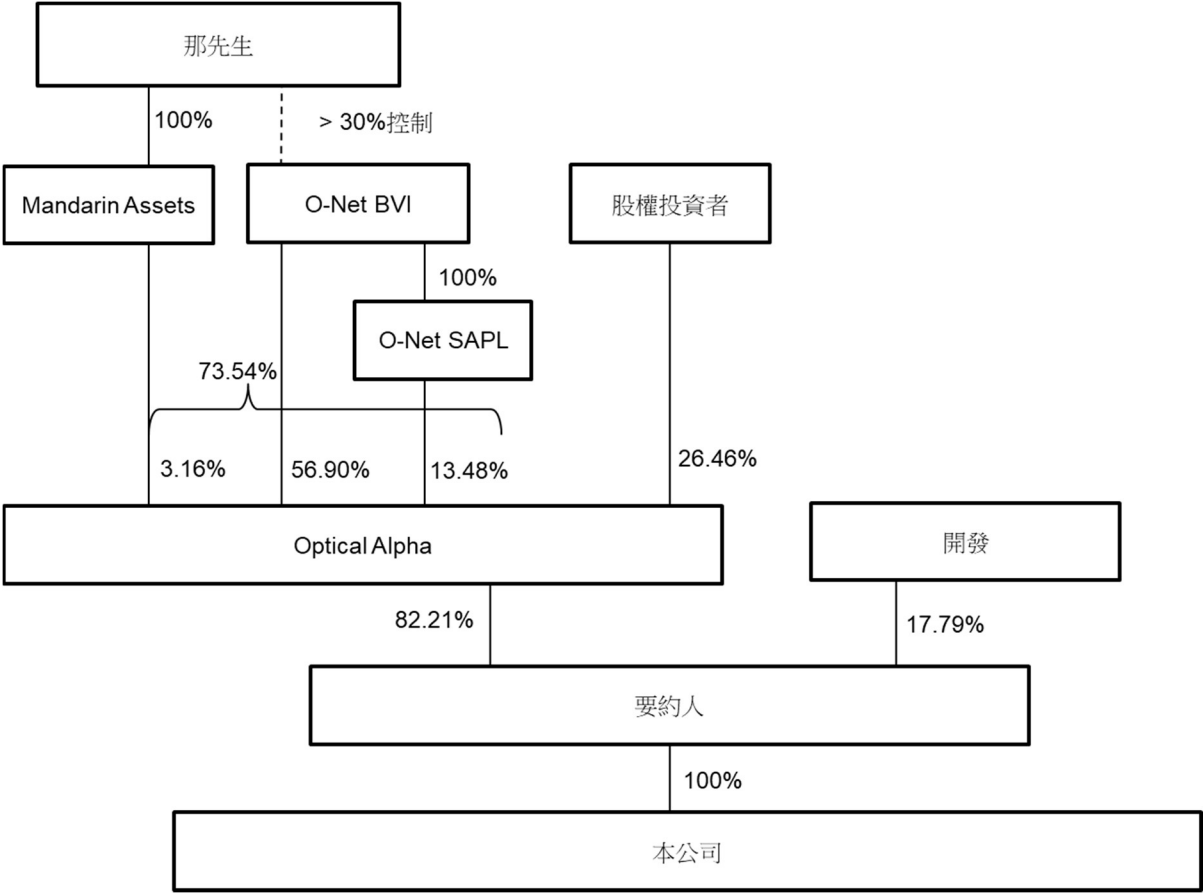 那先生
100%
> 30%控制
Mandarin Assets
O-Net BVI
股權投資者
100%
O-Net SAPL
73.54%
3.16%
56.90%
13.48%
26.46%
Optical Alpha
開發
82.21%
17.79%
要約人
100%
本公司